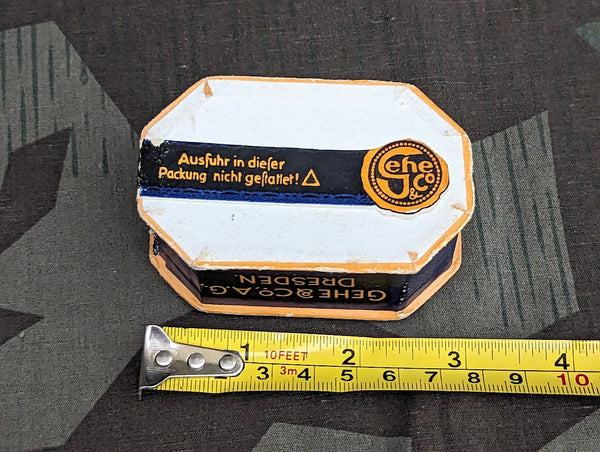 Ausfuhr in dieser
Packung nicht gestattet!
Gehe
& Co
GEHE & CO. A.G.
DRESDEN.
1 10FEET 2 3 4
3m 3 4 5 6 7 8 9 10